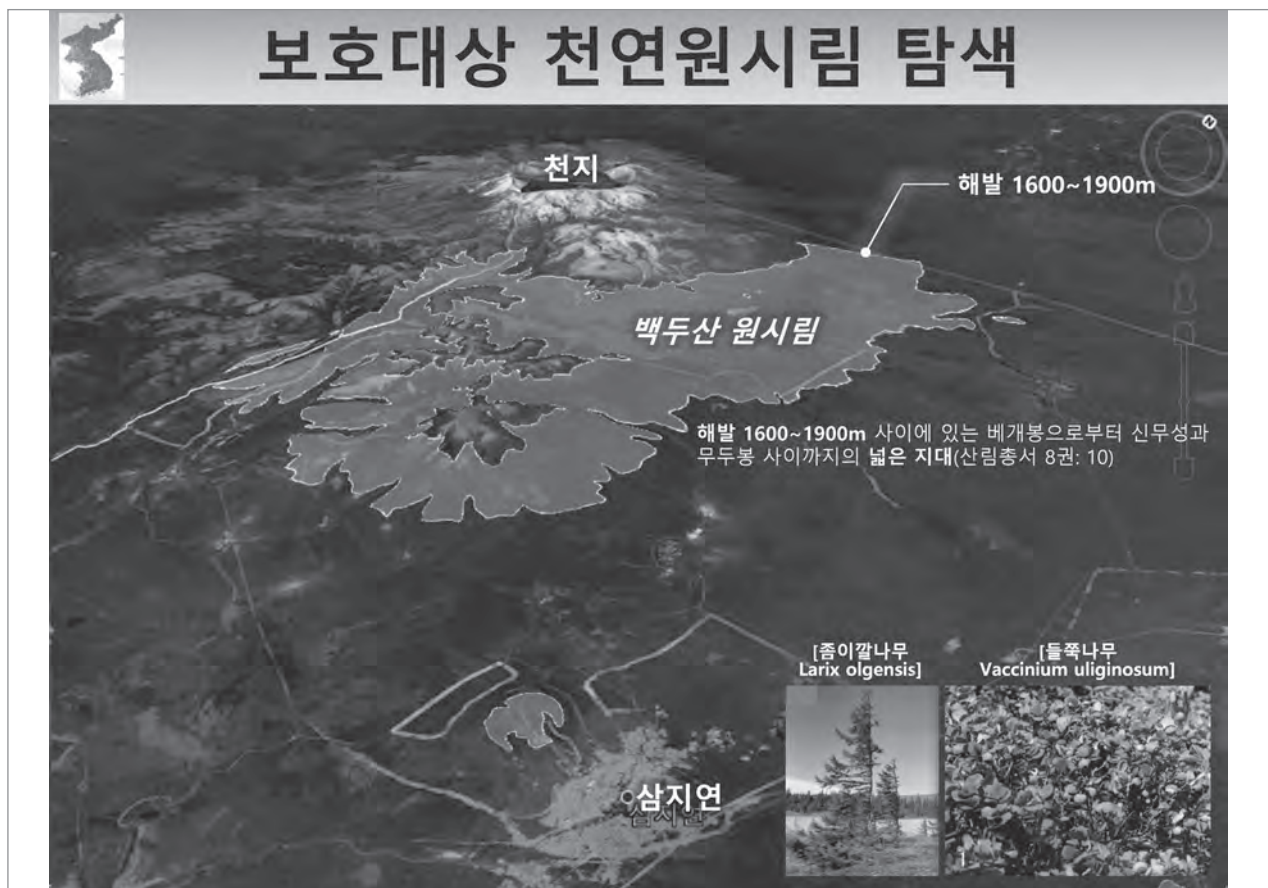 보호대상 천연원시림 탐색
천지
해발 1600~1900m
백두산 원시림
해발 1600~1900m 사이에 있는 베개봉으로부터 신무성과
무두봉 사이까지의 넓은 지대(산림총서 8권: 10)
[좀이깔나무
Larix olgensis]
[들쭉나무
Vaccinium uliginosum]
삼지연
삼지연